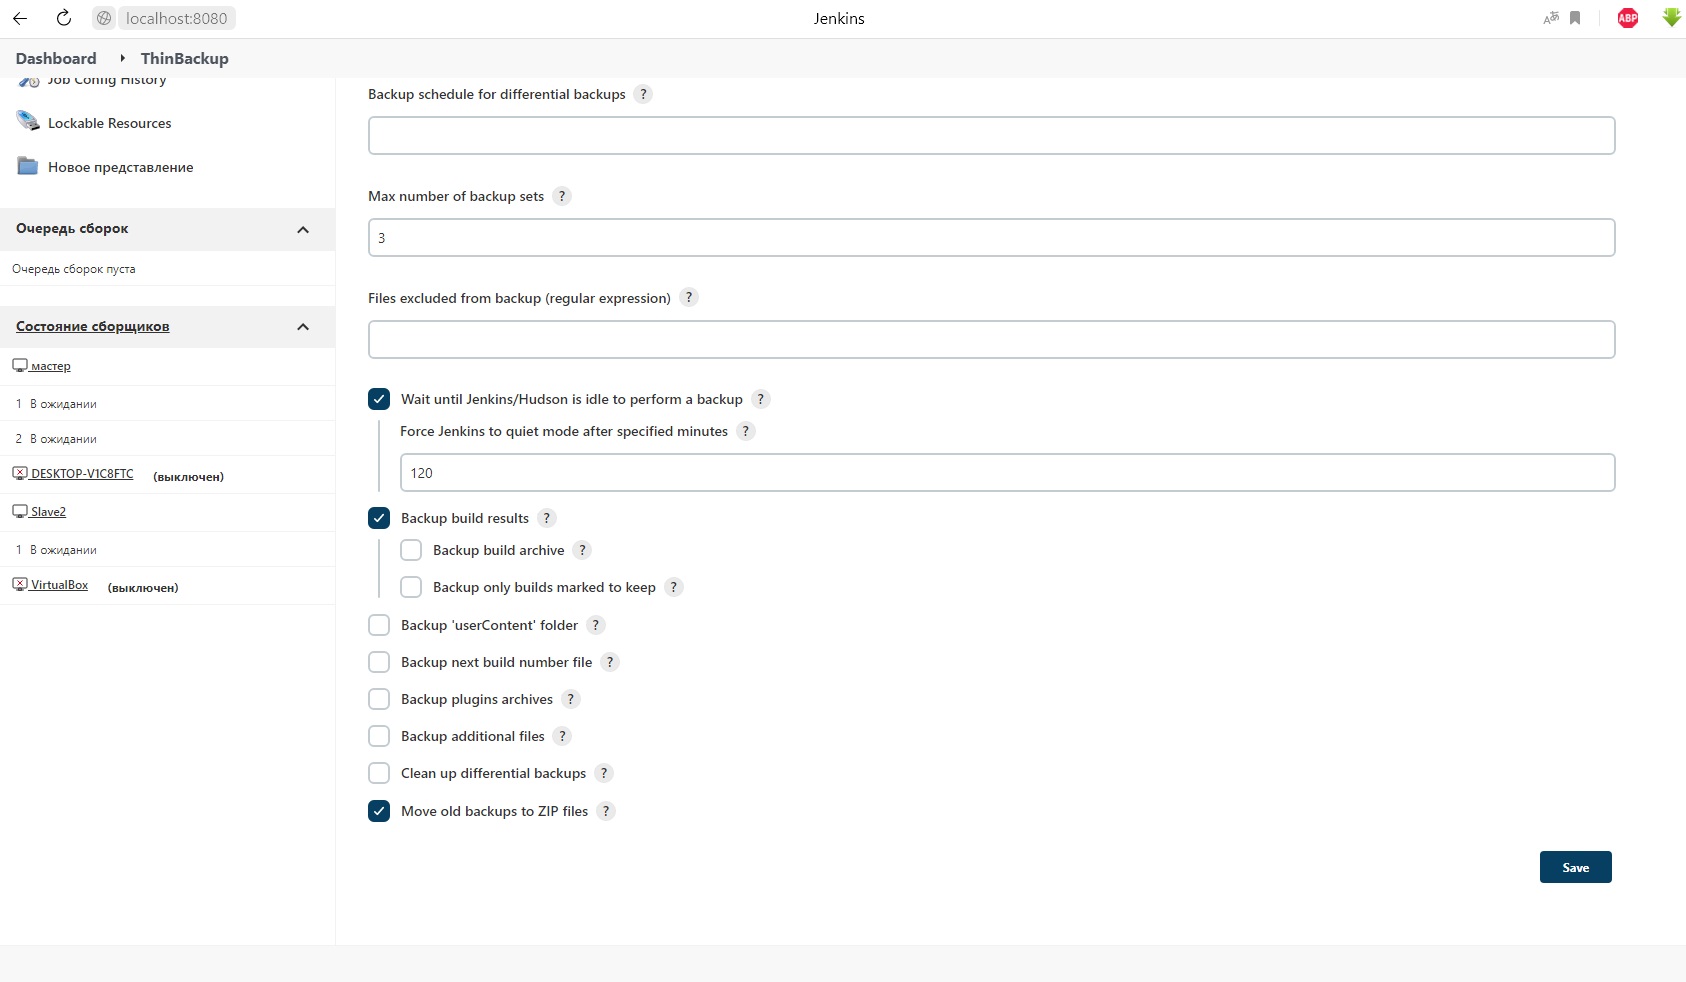 localhost:8080
Jenkins
ABP
Dashboard
ThinBackup
Job Config History
Lockable Resources
Новое представление
Очередь сборок
Очередь сборок пуста
Состояние сборщиков
мастер
1 В ожидании
2 В ожидании
DESKTOP-V1C8FTC (выключен)
Slave2
1 В ожидании
VirtualBox (выключен)
Backup schedule for differential backups ?
Max number of backup sets ?
3
Files excluded from backup (regular expression) ?
Wait until Jenkins/Hudson is idle to perform a backup ?
Force Jenkins to quiet mode after specified minutes ?
120
Backup build results ?
Backup build archive ?
Backup only builds marked to keep ?
Backup 'userContent' folder ?
Backup next build number file ?
Backup plugins archives ?
Backup additional files ?
Clean up differential backups ?
Move old backups to ZIP files ?
Save